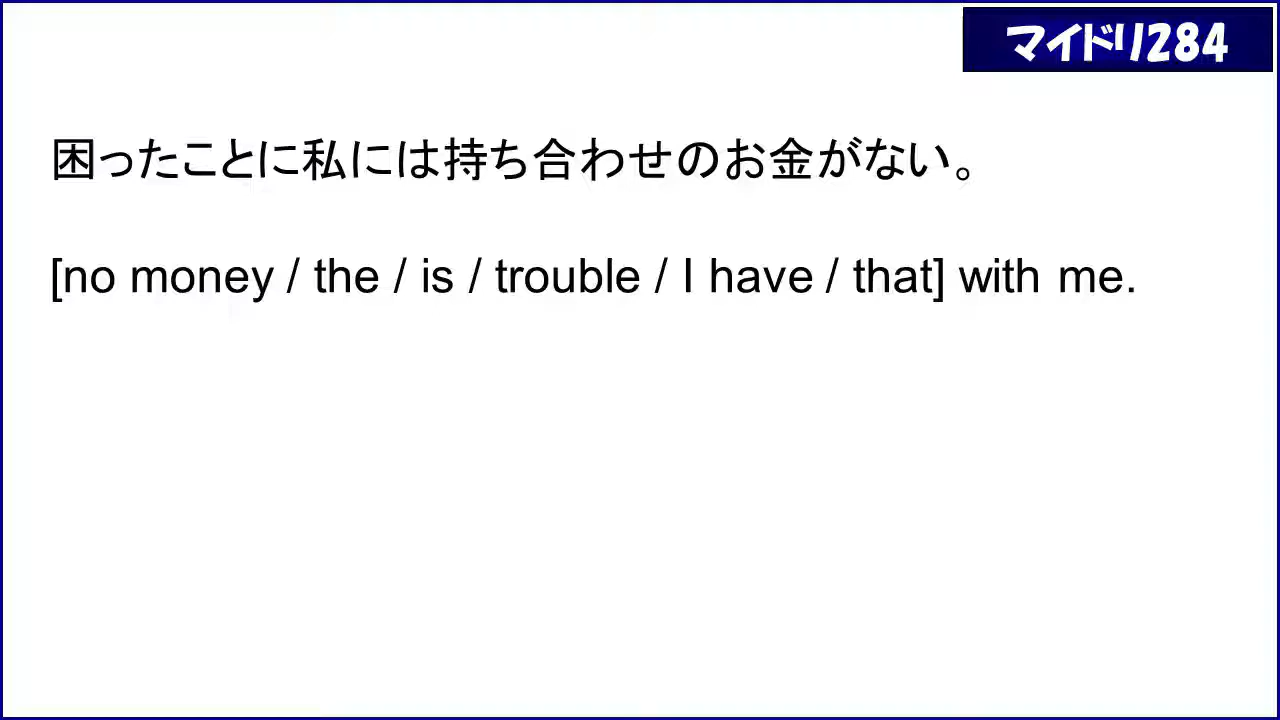 マイドリ284
困ったことに私には持ち合わせのお金がない。
[no money / the / is / trouble / I have / that] with me.